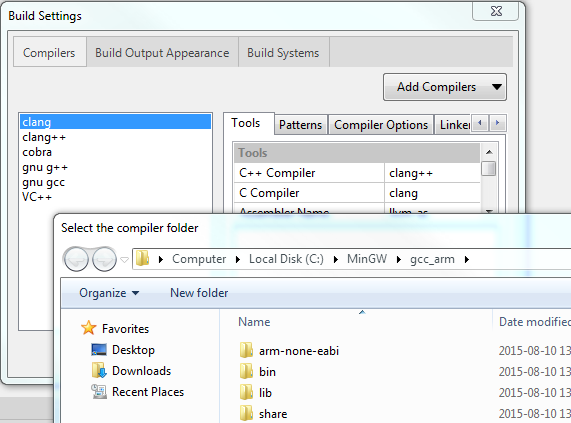 Build Settings
Compilers Build Output Appearance Build Systems
Add Compilers
clang
clang++
cobra
gnu g++
gnu gcc
VC++
Tools Patterns Compiler Options Linker
Tools
C++ Compiler clang++
C Compiler clang
Assembler Name llvm-as
Select the compiler folder
Computer Local Disk (C:) MinGW gcc_arm
Organize New folder
Favorites
Desktop
Downloads
Recent Places
Name Date modified
arm-none-eabi 2015-08-10 13
bin 2015-08-10 13
lib 2015-08-10 13
share 2015-08-10 13